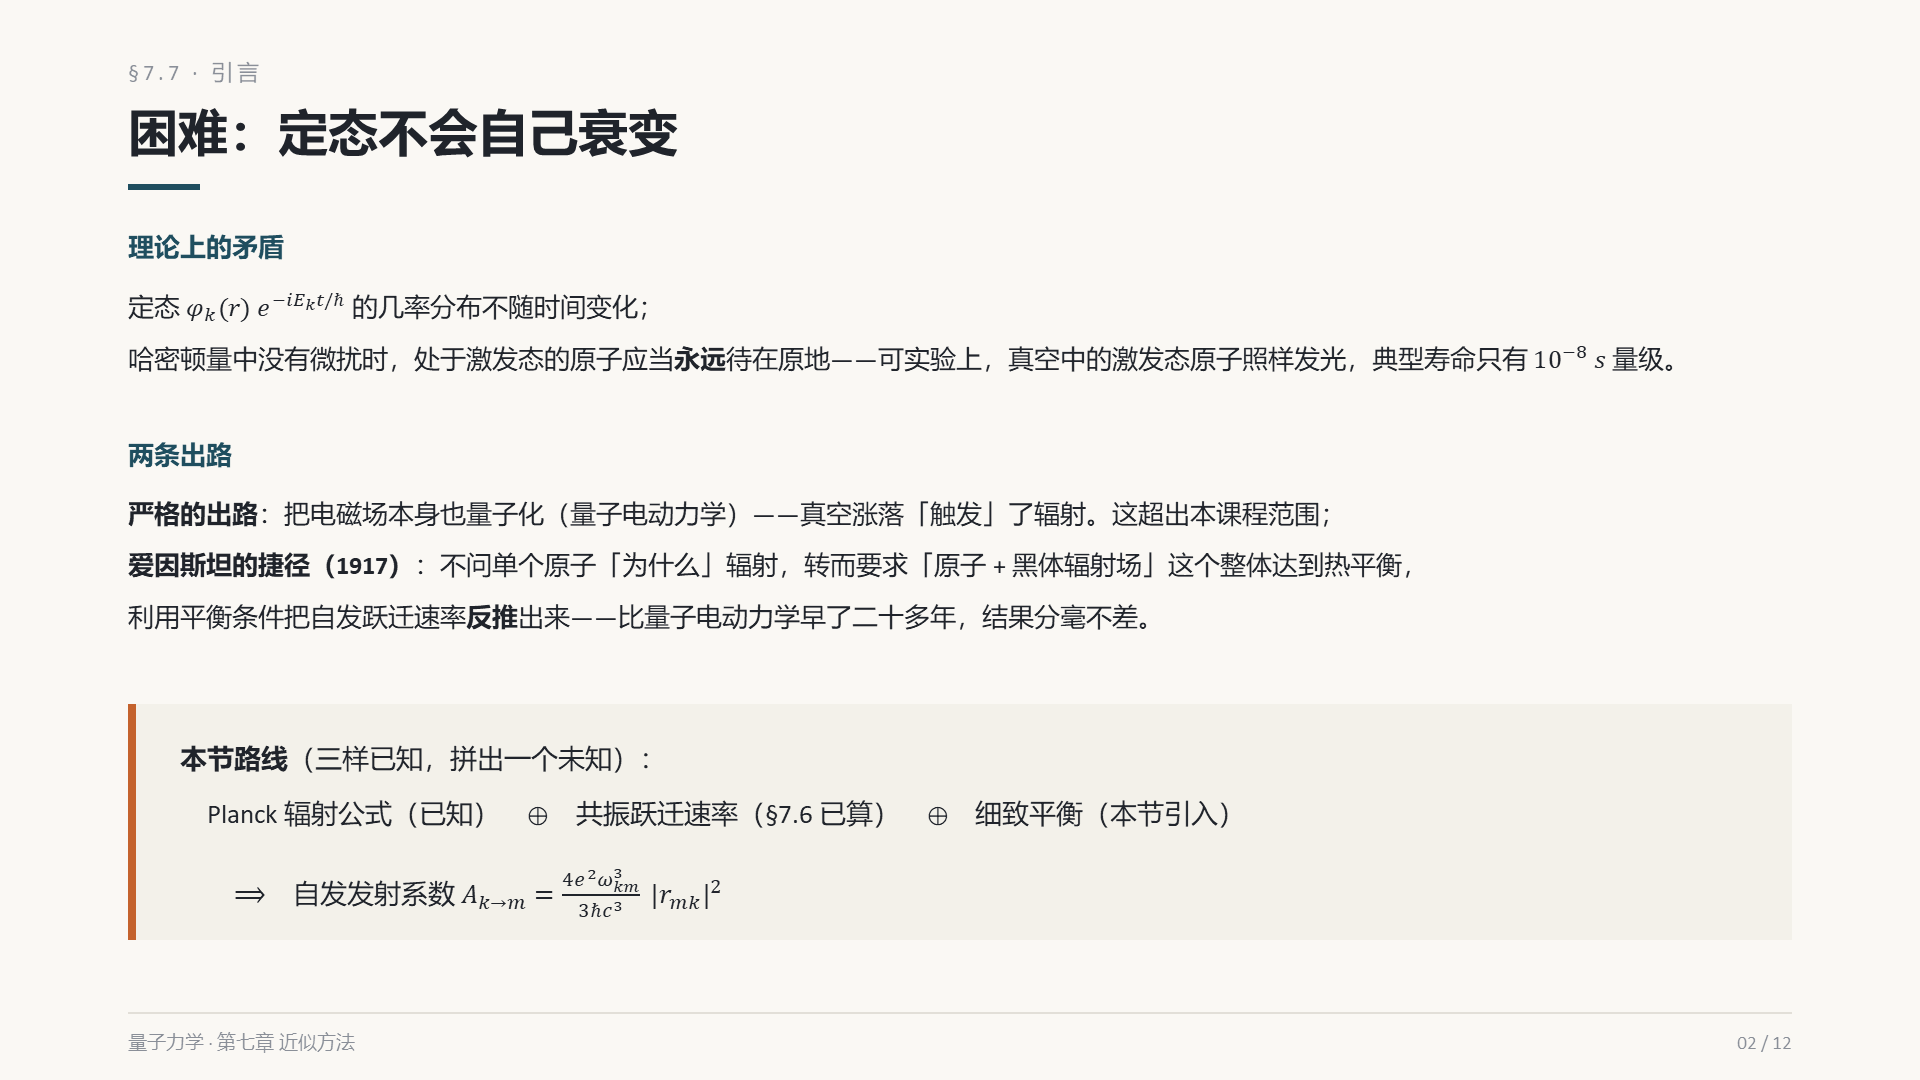 §7.7 · 引言
困难：定态不会自己衰变
理论上的矛盾
定态 φ_k(r) e^{−iE_k t/ħ} 的几率分布不随时间变化；
哈密顿量中没有微扰时，处于激发态的原子应当永远待在原地——可实验上，真空中的激发态原子照样发光，典型寿命只有 10^{−8} s 量级。
两条出路
严格的出路：把电磁场本身也量子化（量子电动力学）——真空涨落「触发」了辐射。这超出本课程范围；
爱因斯坦的捷径（1917）：不问单个原子「为什么」辐射，转而要求「原子 + 黑体辐射场」这个整体达到热平衡，
利用平衡条件把自发跃迁速率反推出来——比量子电动力学早了二十多年，结果分毫不差。
本节路线（三样已知，拼出一个未知）：
Planck 辐射公式（已知） ⊕ 共振跃迁速率（§7.6 已算） ⊕ 细致平衡（本节引入）
⟹ 自发发射系数 A_{k→m} = \frac{4e^2ω_{km}^3}{3ħc^3} |r_{mk}|^2
量子力学 · 第七章 近似方法
02 / 12